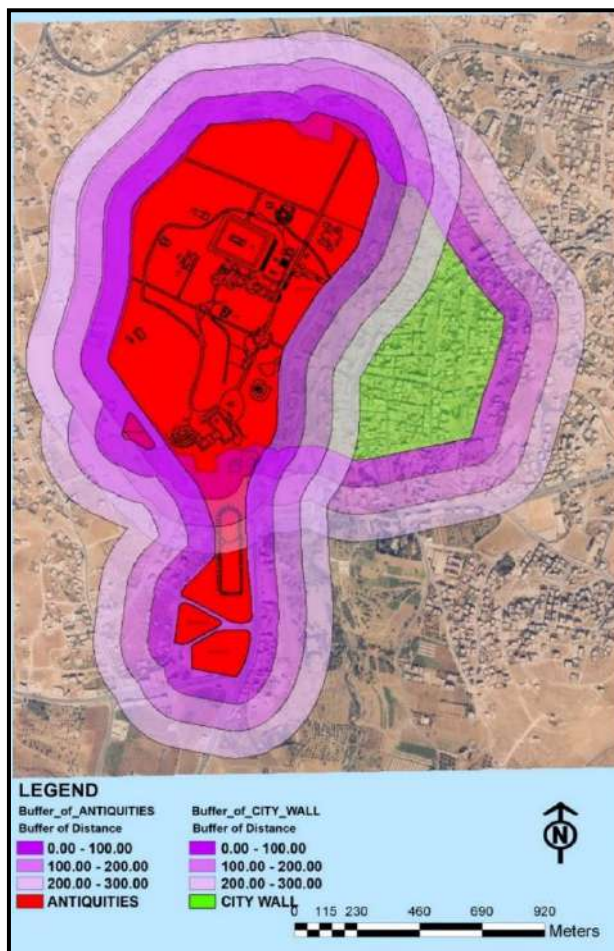 LEGEND
Buffer_of_ANTIQUITIES
Buffer of Distance
0.00 - 100.00
100.00 - 200.00
200.00 - 300.00
ANTIQUITIES
Buffer_of_CITY_WALL
Buffer of Distance
0.00 - 100.00
100.00 - 200.00
200.00 - 300.00
CITY WALL
N
0 115 230 460 690 920
Meters